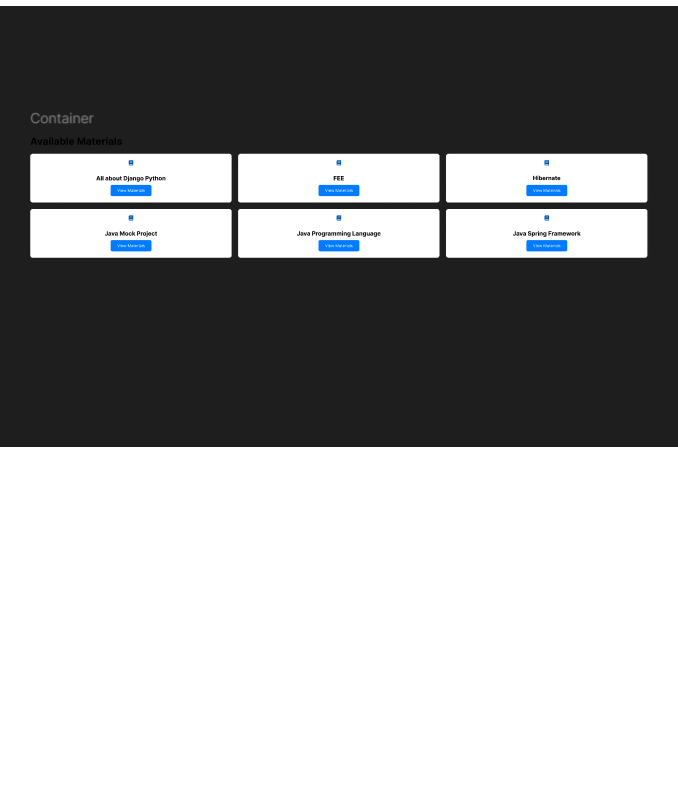 Container
Available Materials
All about Django Python
View Materials
FEE
View Materials
Hibernate
View Materials
Java Mock Project
View Materials
Java Programming Language
View Materials
Java Spring Framework
View Materials